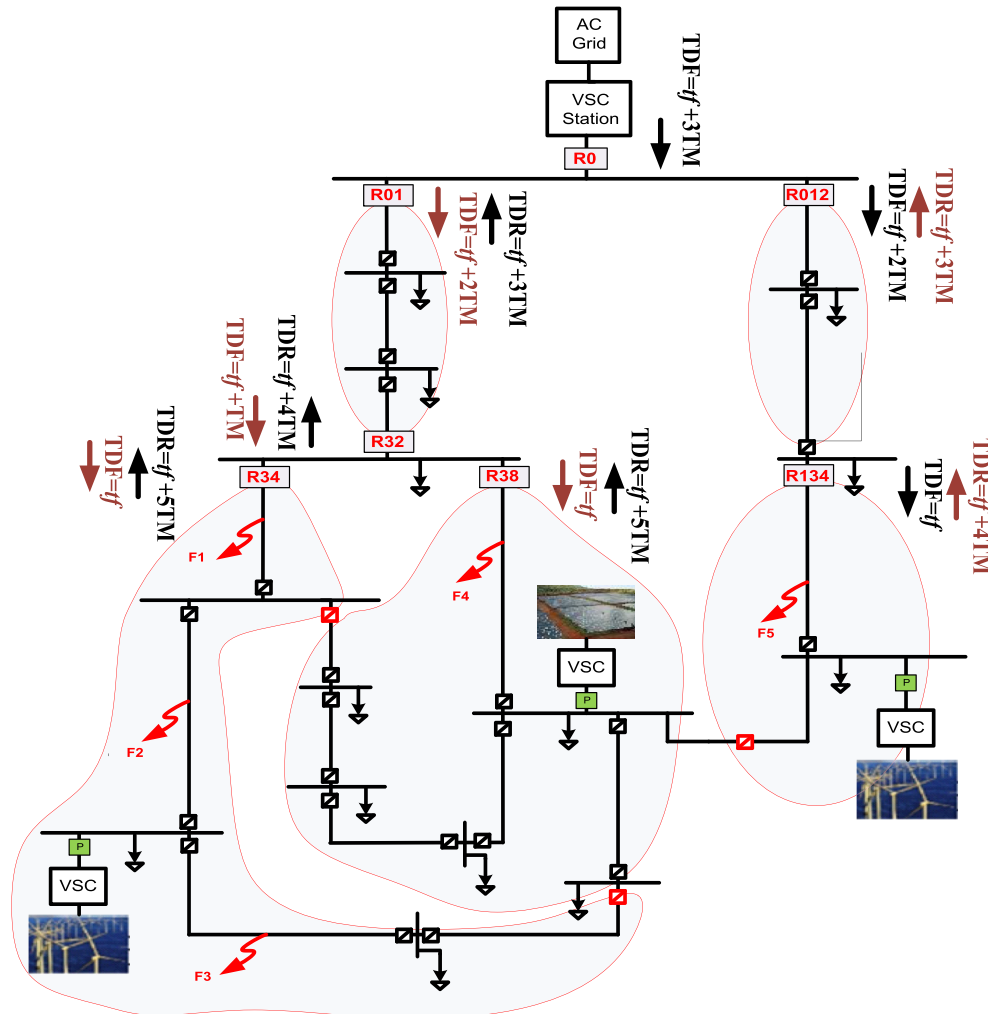 AC
Grid
VSC
Station
TDF=tf+3TM
R0
R01
TDF=tf+2TM
TDR=tf+3TM
R012
TDF=tf+2TM
TDR=tf+3TM
TDF=tf+TM
TDR=tf+4TM
R32
TDF=tf
TDR=tf+5TM
R34
R38
TDF=tf
TDR=tf+5TM
R134
TDF=tf
TDR=tf+4TM
F1
F4
F5
VSC
P
P
VSC
F2
P
VSC
F3